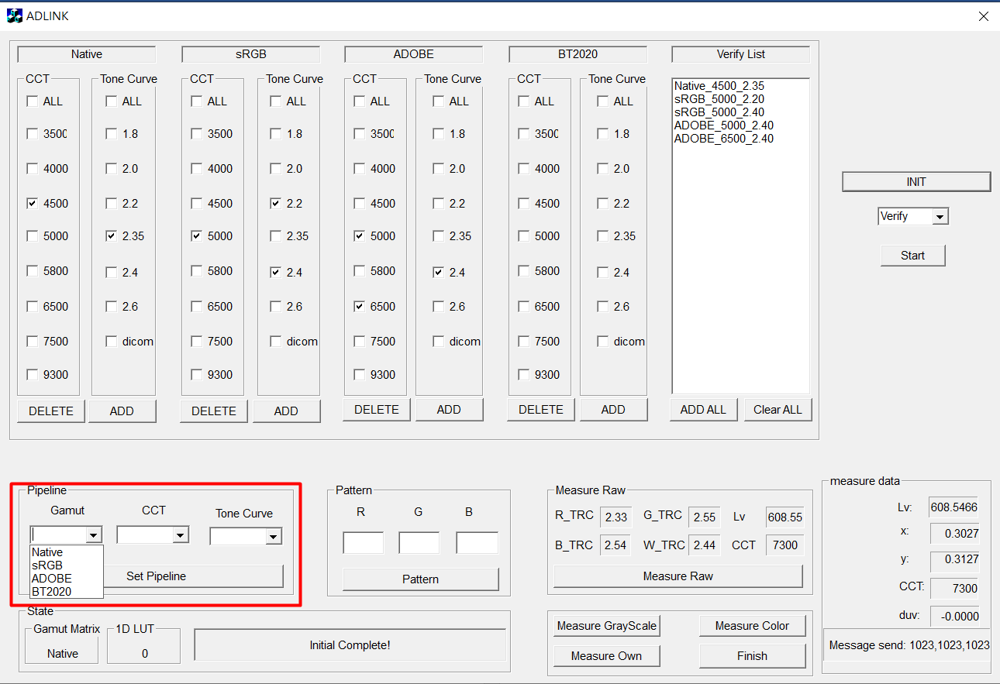 ADLINK
Native sRGB ADOBE BT2020 Verify List
CCT Tone Curve CCT Tone Curve CCT Tone Curve CCT Tone Curve
ALL ALL ALL ALL ALL ALL ALL ALL
3500 1.8 3500 1.8 3500 1.8 3500 1.8
4000 2.0 4000 2.0 4000 2.0 4000 2.0
4500 2.2 4500 2.2 4500 2.2 4500 2.2
5000 2.35 5000 2.35 5000 2.35 5000 2.35
5800 2.4 5800 2.4 5800 2.4 5800 2.4
6500 2.6 6500 2.6 6500 2.6 6500 2.6
7500 dicom 7500 dicom 7500 dicom 7500 dicom
9300 9300 9300 9300
DELETE ADD DELETE ADD DELETE ADD DELETE ADD
Native_4500_2.35
sRGB_5000_2.20
sRGB_5000_2.40
ADOBE_5000_2.40
ADOBE_6500_2.40
ADD ALL Clear ALL
INIT
Verify
Start
Pipeline
Gamut CCT Tone Curve
Native
sRGB
ADOBE
BT2020
Set Pipeline
Pattern
R G B
Pattern
Measure Raw
R_TRC 2.33 G_TRC 2.55 Lv 608.55
B_TRC 2.54 W_TRC 2.44 CCT 7300
Measure Raw
measure data
Lv: 608.5466
x: 0.3027
y: 0.3127
CCT: 7300
duv: -0.0000
Message send: 1023,1023,1023
State
Gamut Matrix 1D LUT
Native 0
Initial Complete!
Measure GrayScale Measure Color
Measure Own Finish